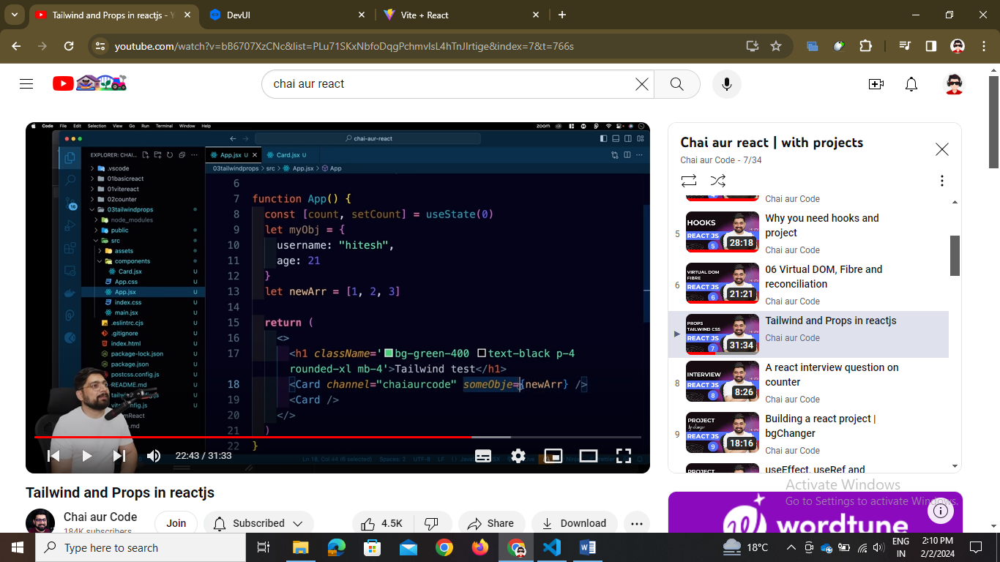 Tailwind and Props in reactjs - Y
DevUI
Vite + React
youtube.com/watch?v=bB6707XzCNc&list=PLu71SKxNbfoDqgPchmvIsL4hTnJIrtige&index=7&t=766s
chai aur react
Code File Edit Selection View Go Run Terminal Window Help
zoom
chai-aur-react
EXPLORER: CHAI...
App.jsx U
Card.jsx U
03tailwindprops > src > App.jsx > App
.vscode
01basicreact
01vitereact
02counter
03tailwindprops
node_modules
public
src
assets
components
Card.jsx U
App.css U
App.jsx U
index.css U
main.jsx U
.eslintrc.cjs U
.gitignore U
index.html U
package-lock.json U
package.json U
postcss.config.js U
README.md U
6
7 function App() {
8 const [count, setCount] = useState(0)
9 let myObj = {
10 username: "hitesh",
11 age: 21
12 }
13 let newArr = [1, 2, 3]
14
15 return (
16 <>
17 <h1 className='bg-green-400 text-black p-4
rounded-xl mb-4'>Tailwind test</h1>
18 <Card channel="chaiaurcode" someObje={newArr} />
19 <Card />
20 </>
21 )
22 }
22:43 / 31:33
Tailwind and Props in reactjs
Chai aur Code
184K subscribers
Join
Subscribed
4.5K
Share
Download
Chai aur react | with projects
Chai aur Code - 7/34
Chai aur Code
5
HOOKS
REACT JS
5
28:18
Why you need hooks and
project
Chai aur Code
6
VIRTUAL DOM
FIBRE
REACT JS
6
21:21
06 Virtual DOM, Fibre and
reconciliation
Chai aur Code
PROPS
TAILWIND CSS
REACT JS
7
31:34
Tailwind and Props in reactjs
Chai aur Code
8
INTERVIEW
REACT JS
8
8:26
A react interview question on
counter
Chai aur Code
9
PROJECT
bg-changer
REACT JS
9
18:16
Building a react project |
bgChanger
Chai aur Code
PROJECT
useEffect, useRef and
Activate Windows
Go to Settings to activate Windows.
wordtune
Type here to search
18°C
ENG
IN
2:10 PM
2/2/2024